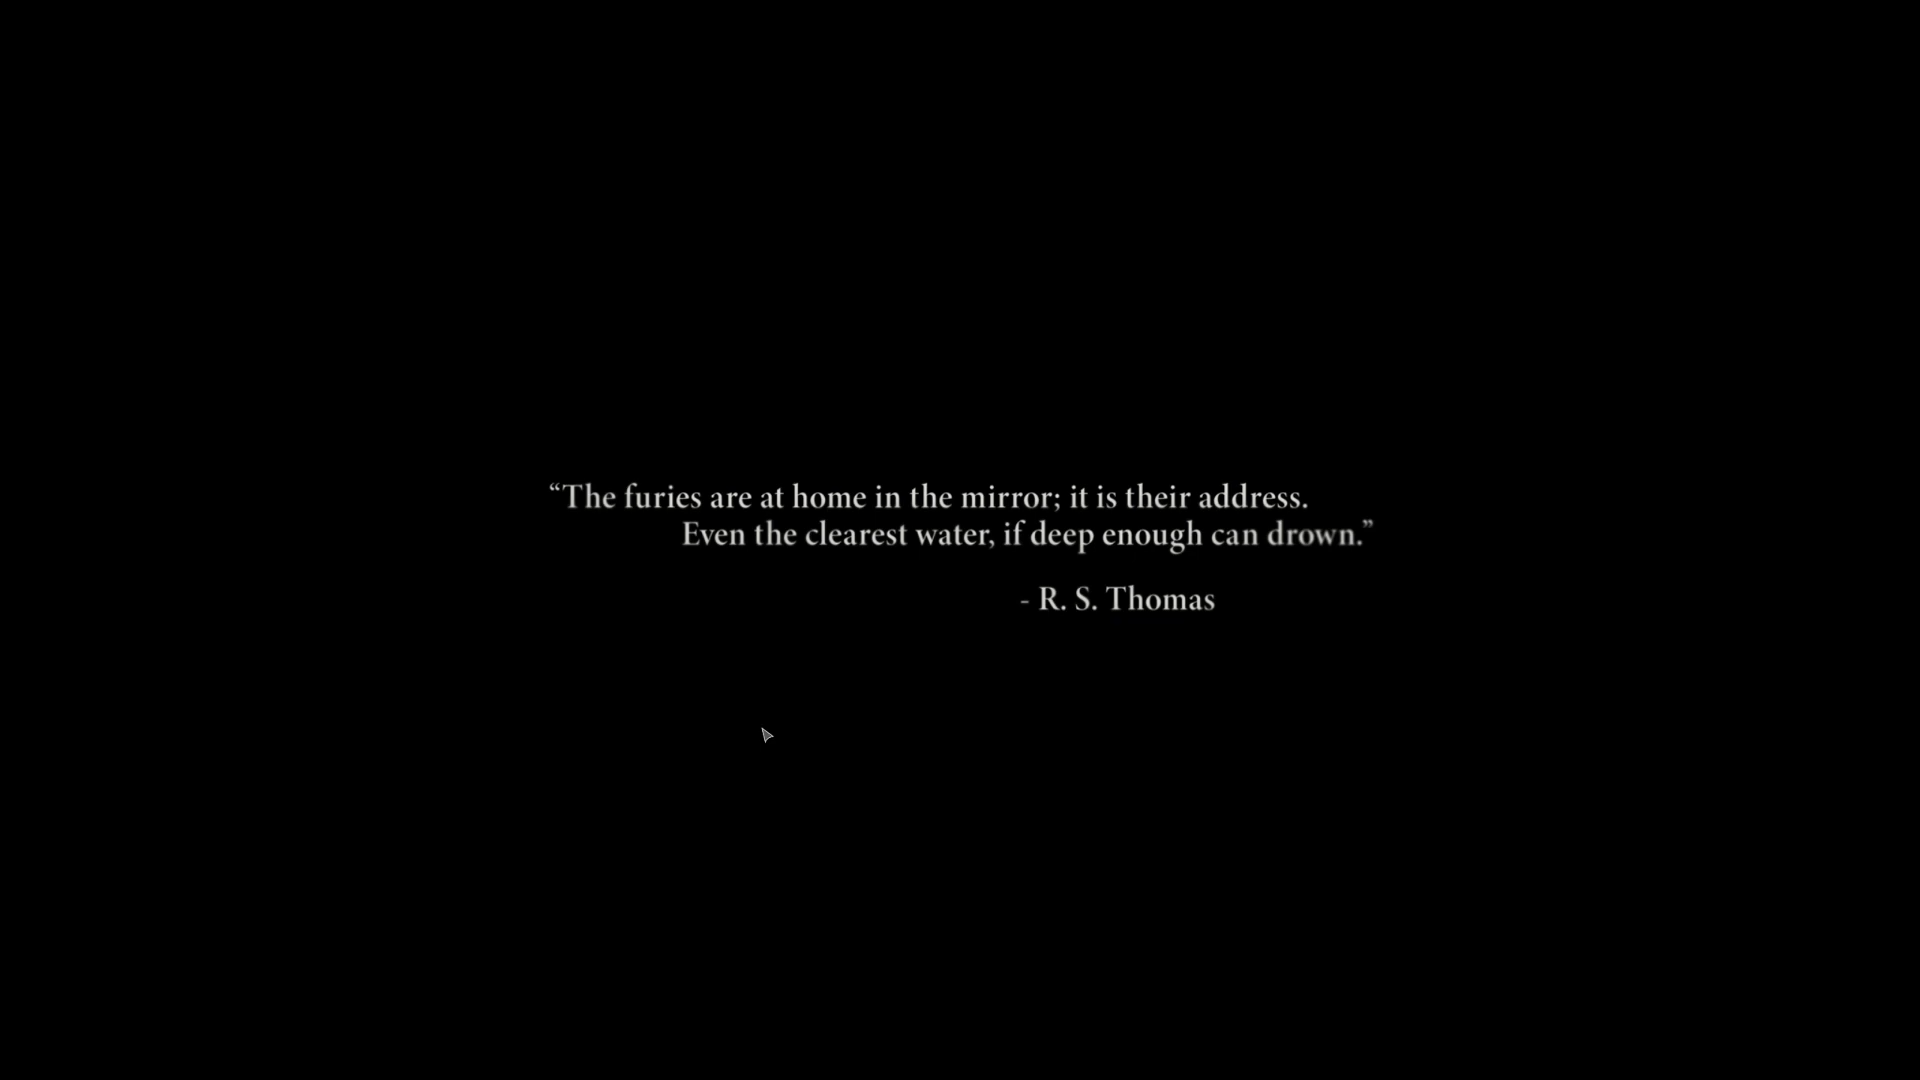 “The furies are at home in the mirror; it is their address.
Even the clearest water, if deep enough can drown.”
- R. S. Thomas